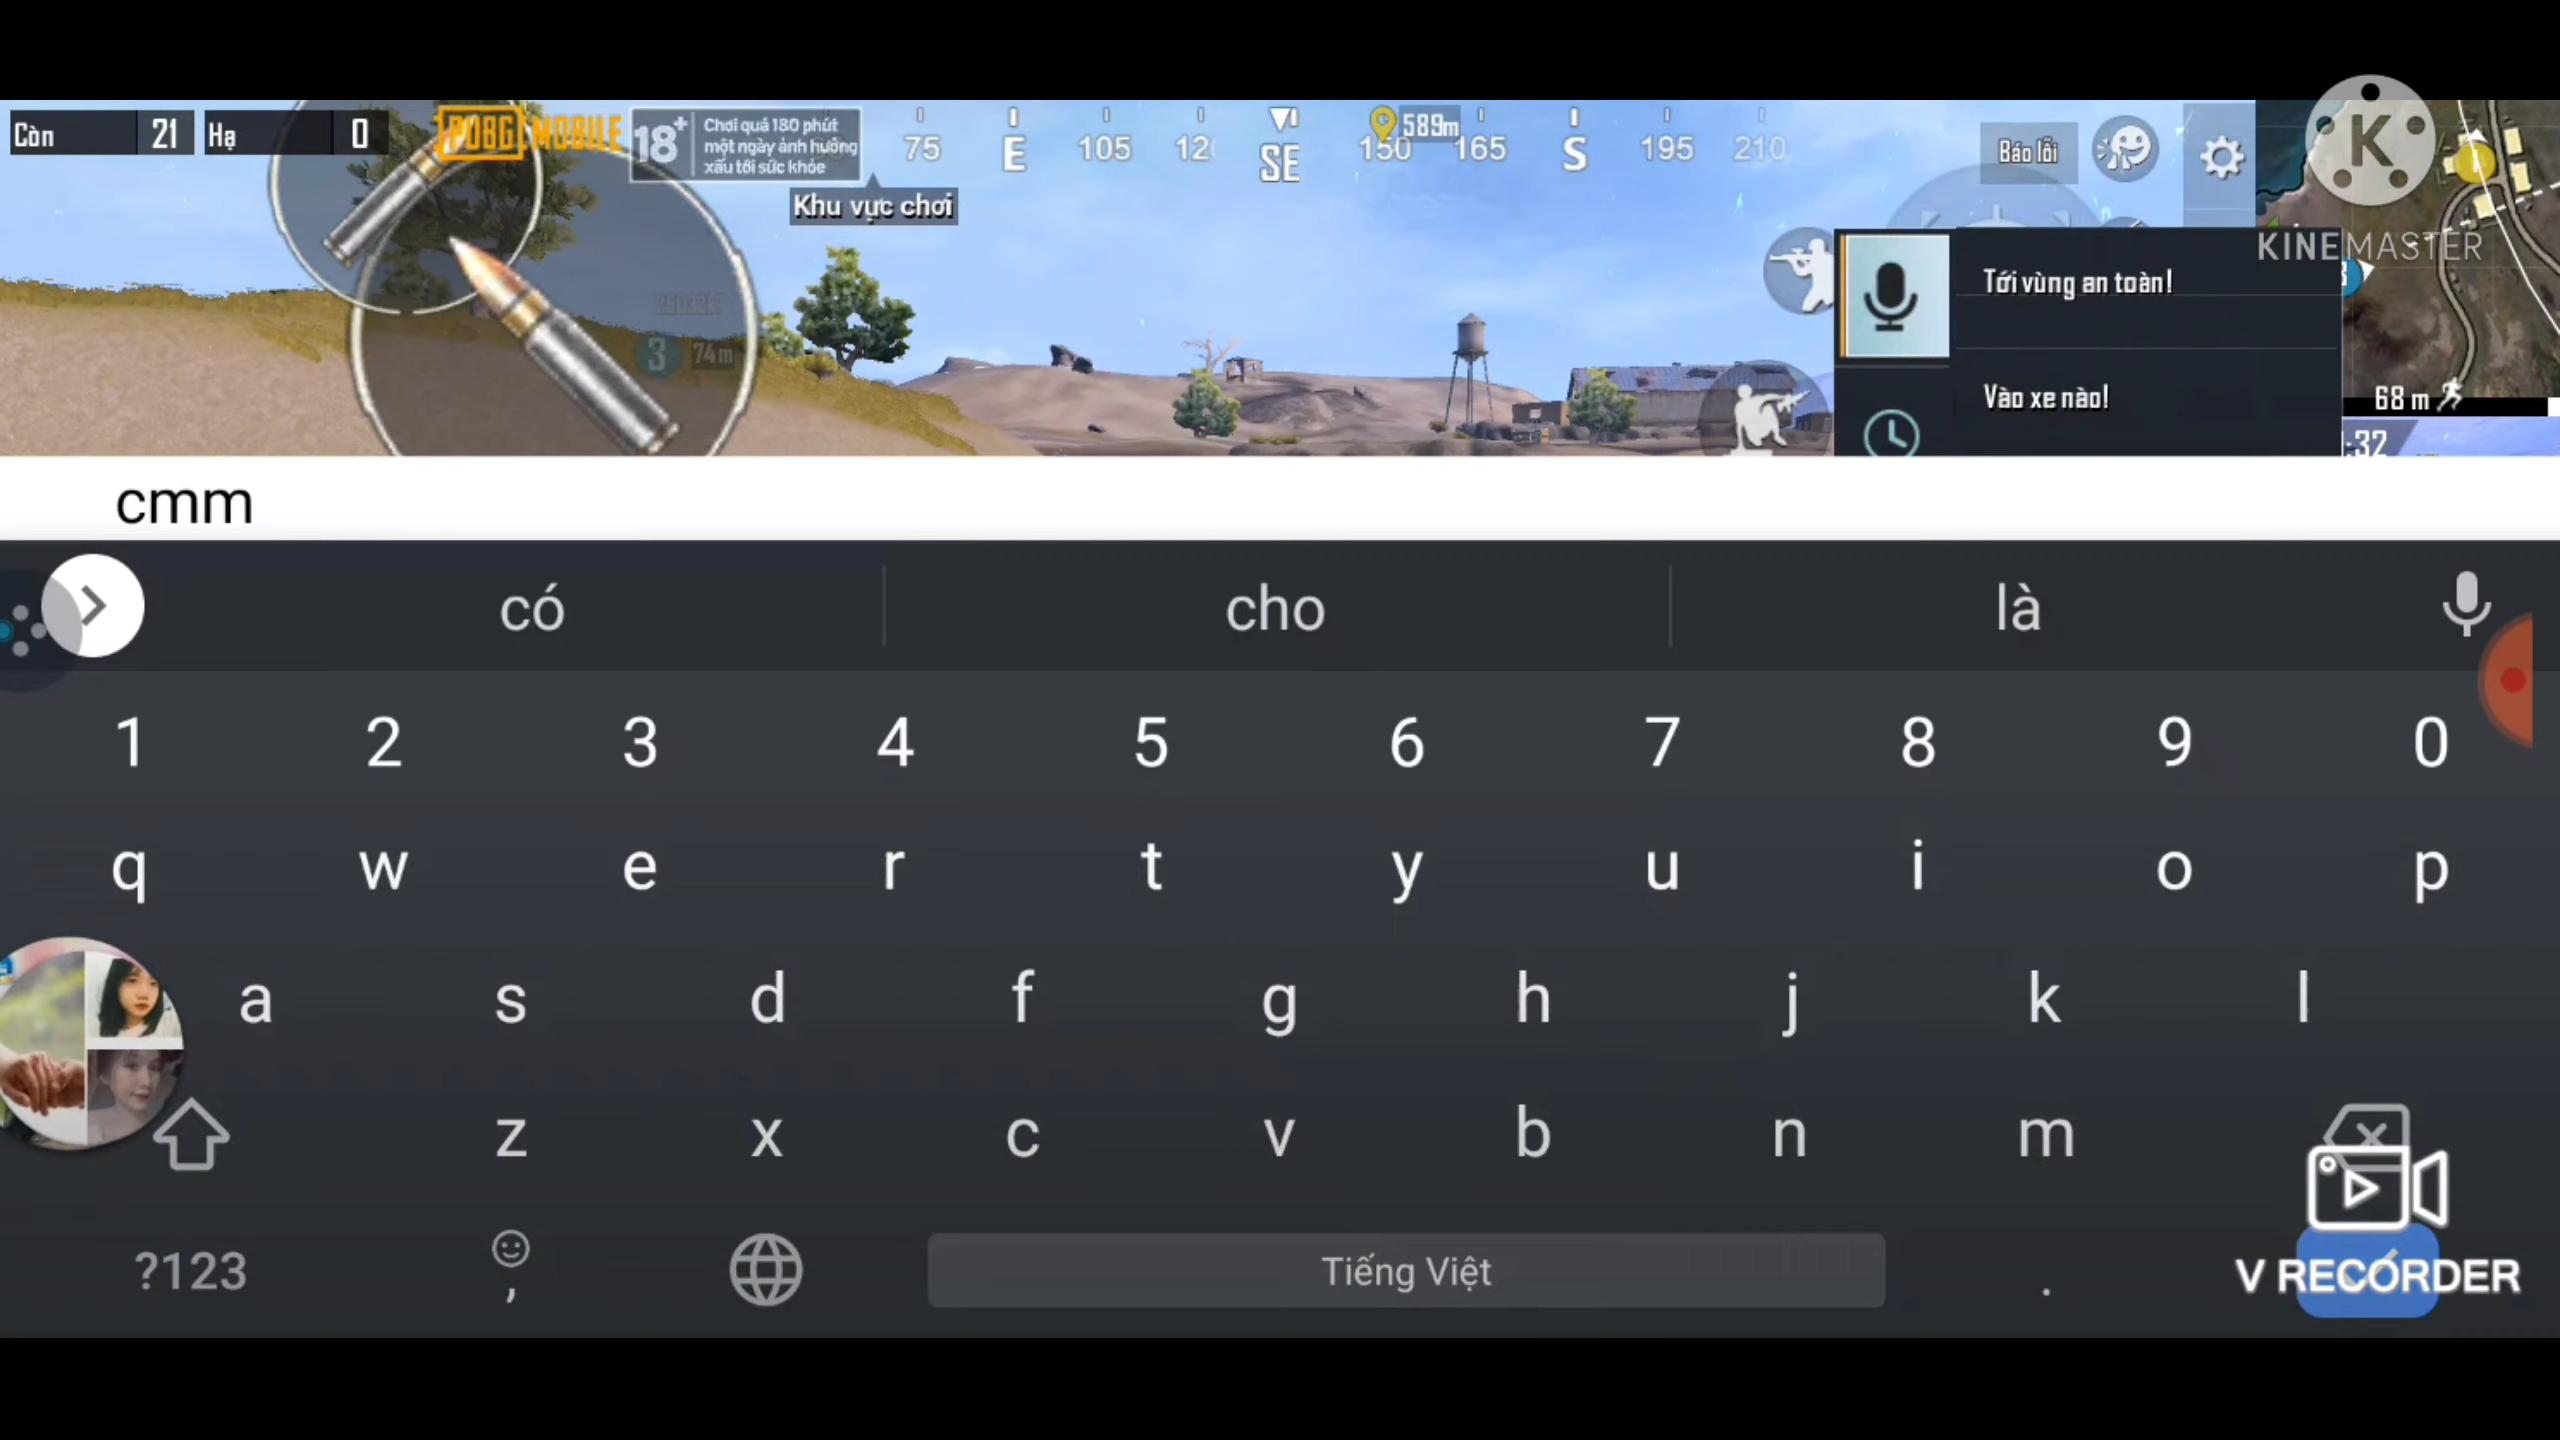 Còn 21 Hạ 0
PUBG MOBILE
18+
Chơi quá 180 phút
một ngày ảnh hưởng
xấu tới sức khỏe
Khu vực chơi
75 E 105 SE 150 165 S 195 210
589m
Báo lỗi
K
KINEMASTER
Tới vùng an toàn!
Vào xe nào!
3 74m
68 m
:32
cmm
có cho là
1 2 3 4 5 6 7 8 9 0
q w e r t y u i o p
a s d f g h j k l
z x c v b n m
?123 , Tiếng Việt .
V RECORDER